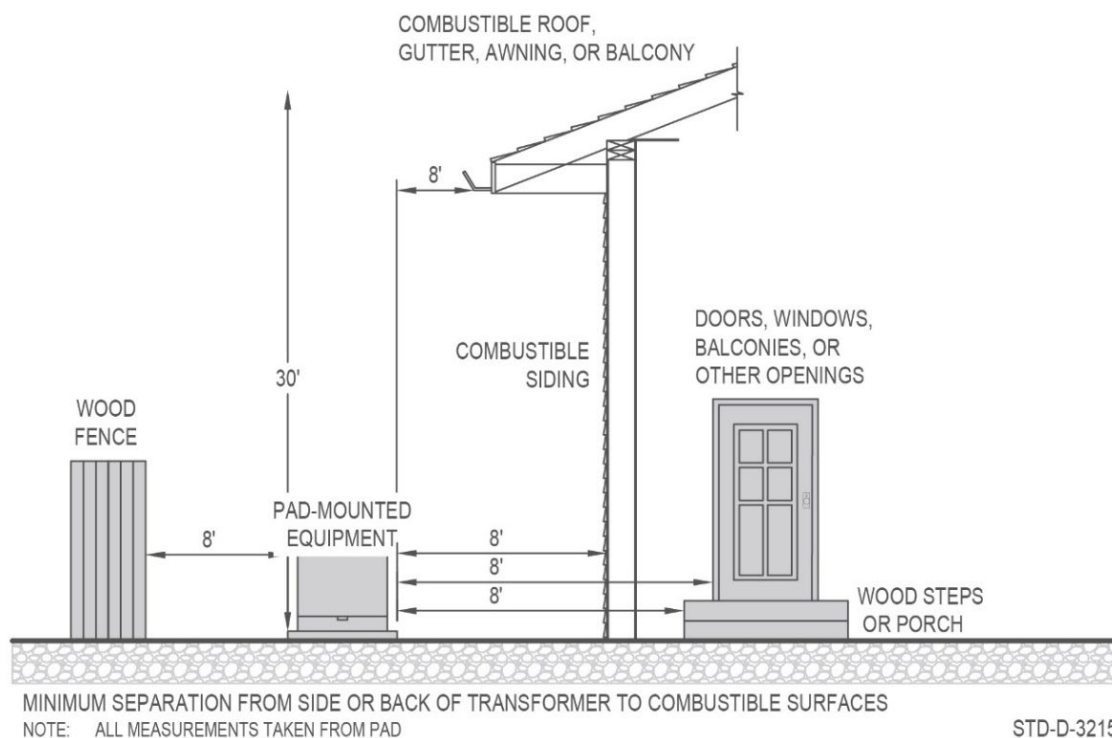 COMBUSTIBLE ROOF,
GUTTER, AWNING, OR BALCONY
8'
30'
COMBUSTIBLE
SIDING
DOORS, WINDOWS,
BALCONIES, OR
OTHER OPENINGS
WOOD
FENCE
8'
PAD-MOUNTED
EQUIPMENT
8'
8'
8'
WOOD STEPS
OR PORCH
MINIMUM SEPARATION FROM SIDE OR BACK OF TRANSFORMER TO COMBUSTIBLE SURFACES
NOTE: ALL MEASUREMENTS TAKEN FROM PAD
STD-D-3215